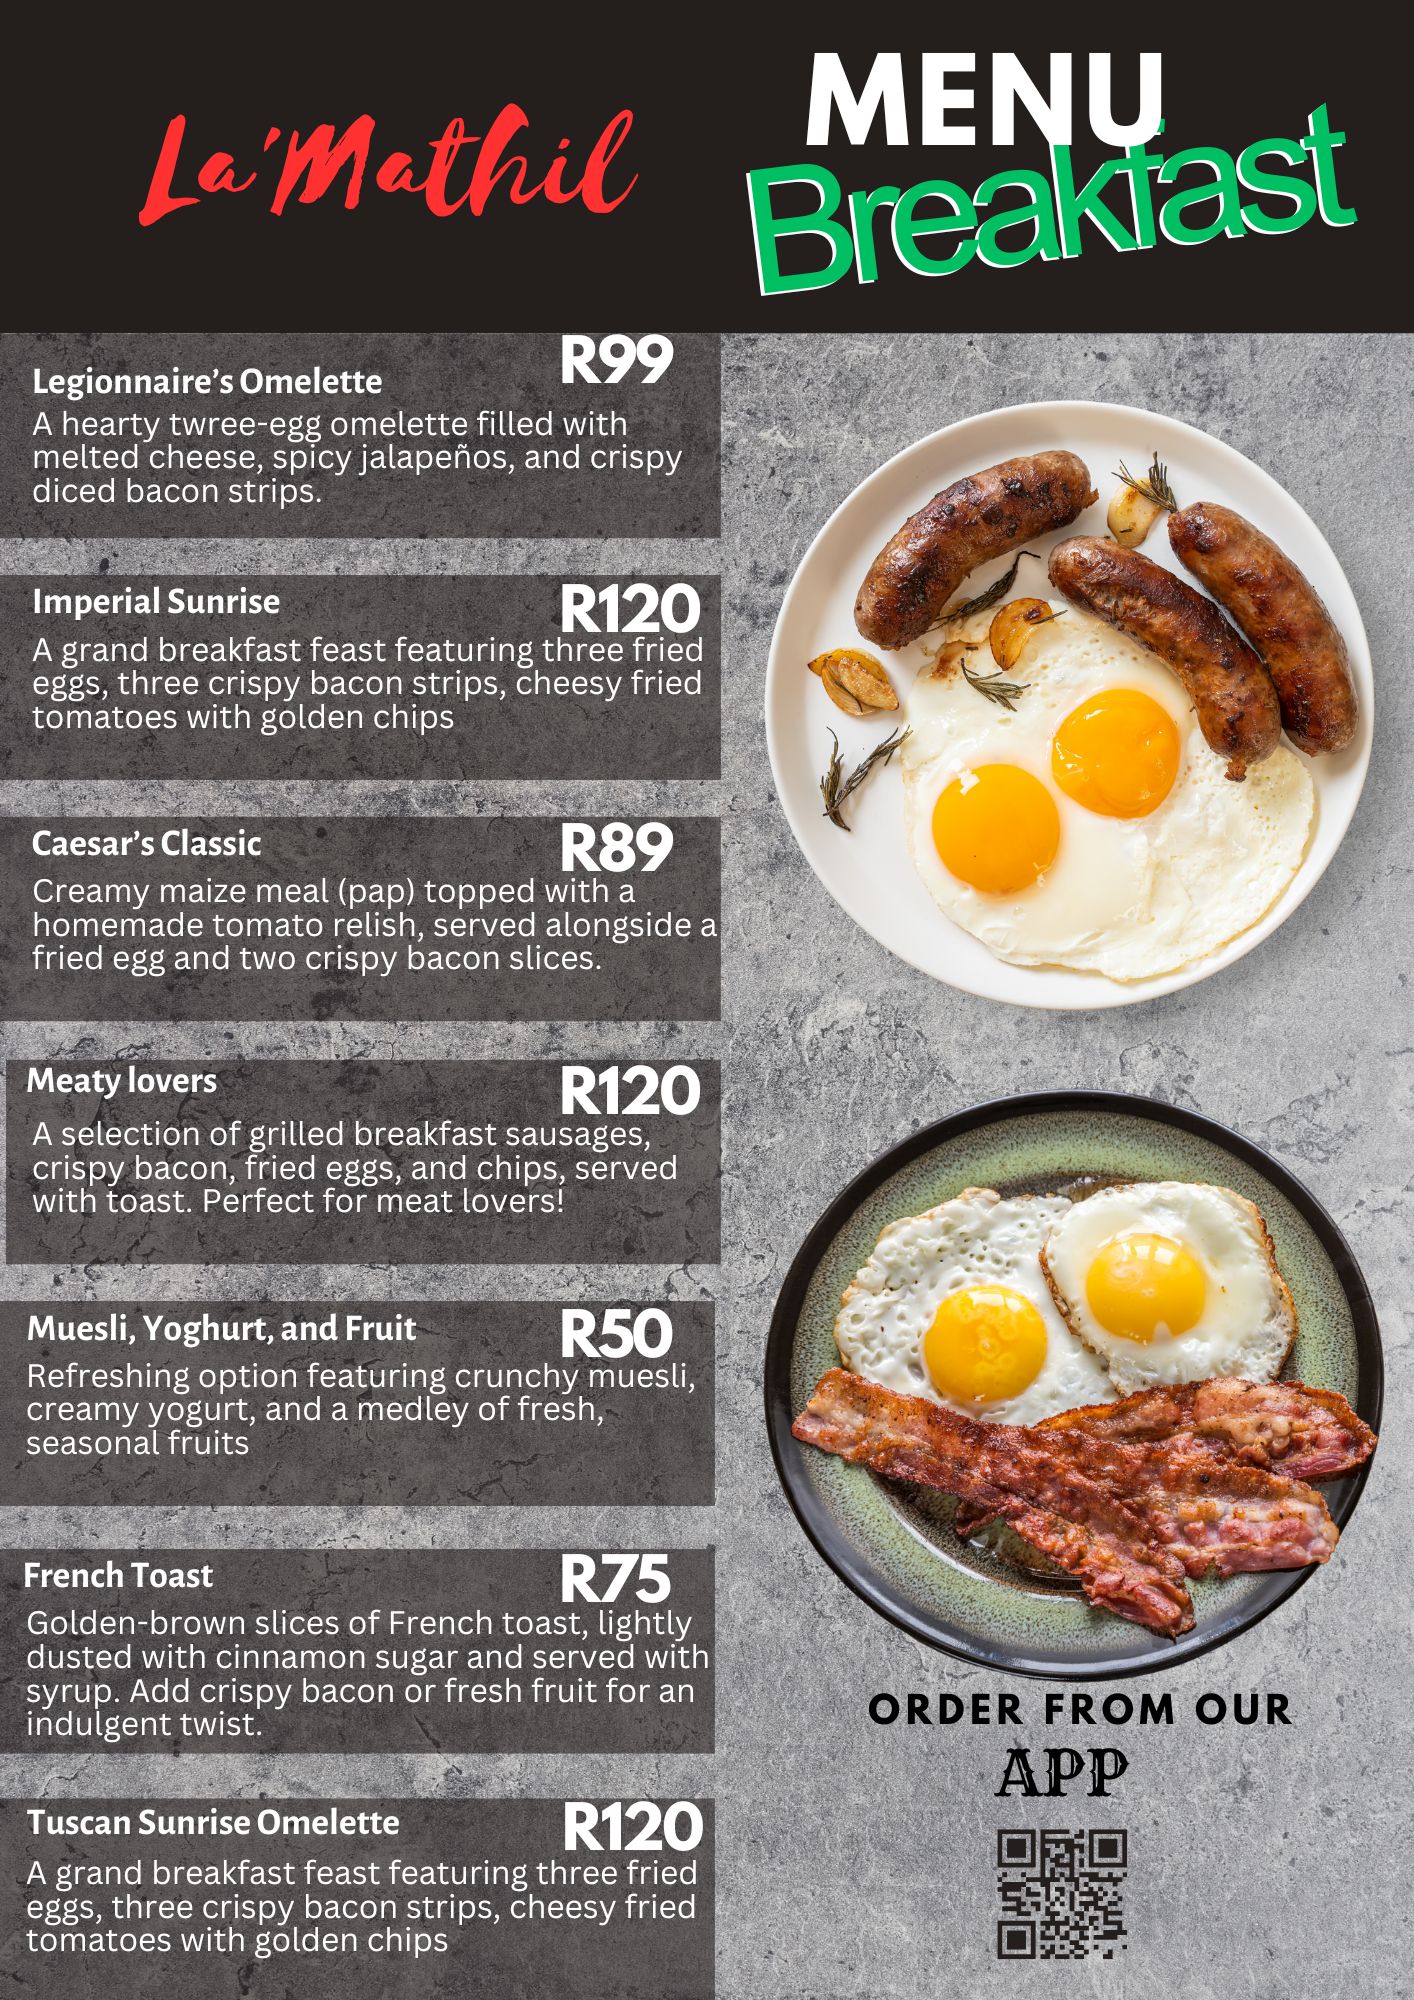 La'Mathil
MENU
Breakfast
Legionnaire's Omelette
R99
A hearty twree-egg omelette filled with
melted cheese, spicy jalapeños, and crispy
diced bacon strips.
Imperial Sunrise
R120
A grand breakfast feast featuring three fried
eggs, three crispy bacon strips, cheesy fried
tomatoes with golden chips
Caesar's Classic
R89
Creamy maize meal (pap) topped with a
homemade tomato relish, served alongside a
fried egg and two crispy bacon slices.
Meaty lovers
R120
A selection of grilled breakfast sausages,
crispy bacon, fried eggs, and chips, served
with toast. Perfect for meat lovers!
Muesli, Yoghurt, and Fruit
R50
Refreshing option featuring crunchy muesli,
creamy yogurt, and a medley of fresh,
seasonal fruits
French Toast
R75
Golden-brown slices of French toast, lightly
dusted with cinnamon sugar and served with
syrup. Add crispy bacon or fresh fruit for an
indulgent twist.
Tuscan Sunrise Omelette
R120
A grand breakfast feast featuring three fried
eggs, three crispy bacon strips, cheesy fried
tomatoes with golden chips
ORDER FROM OUR
APP